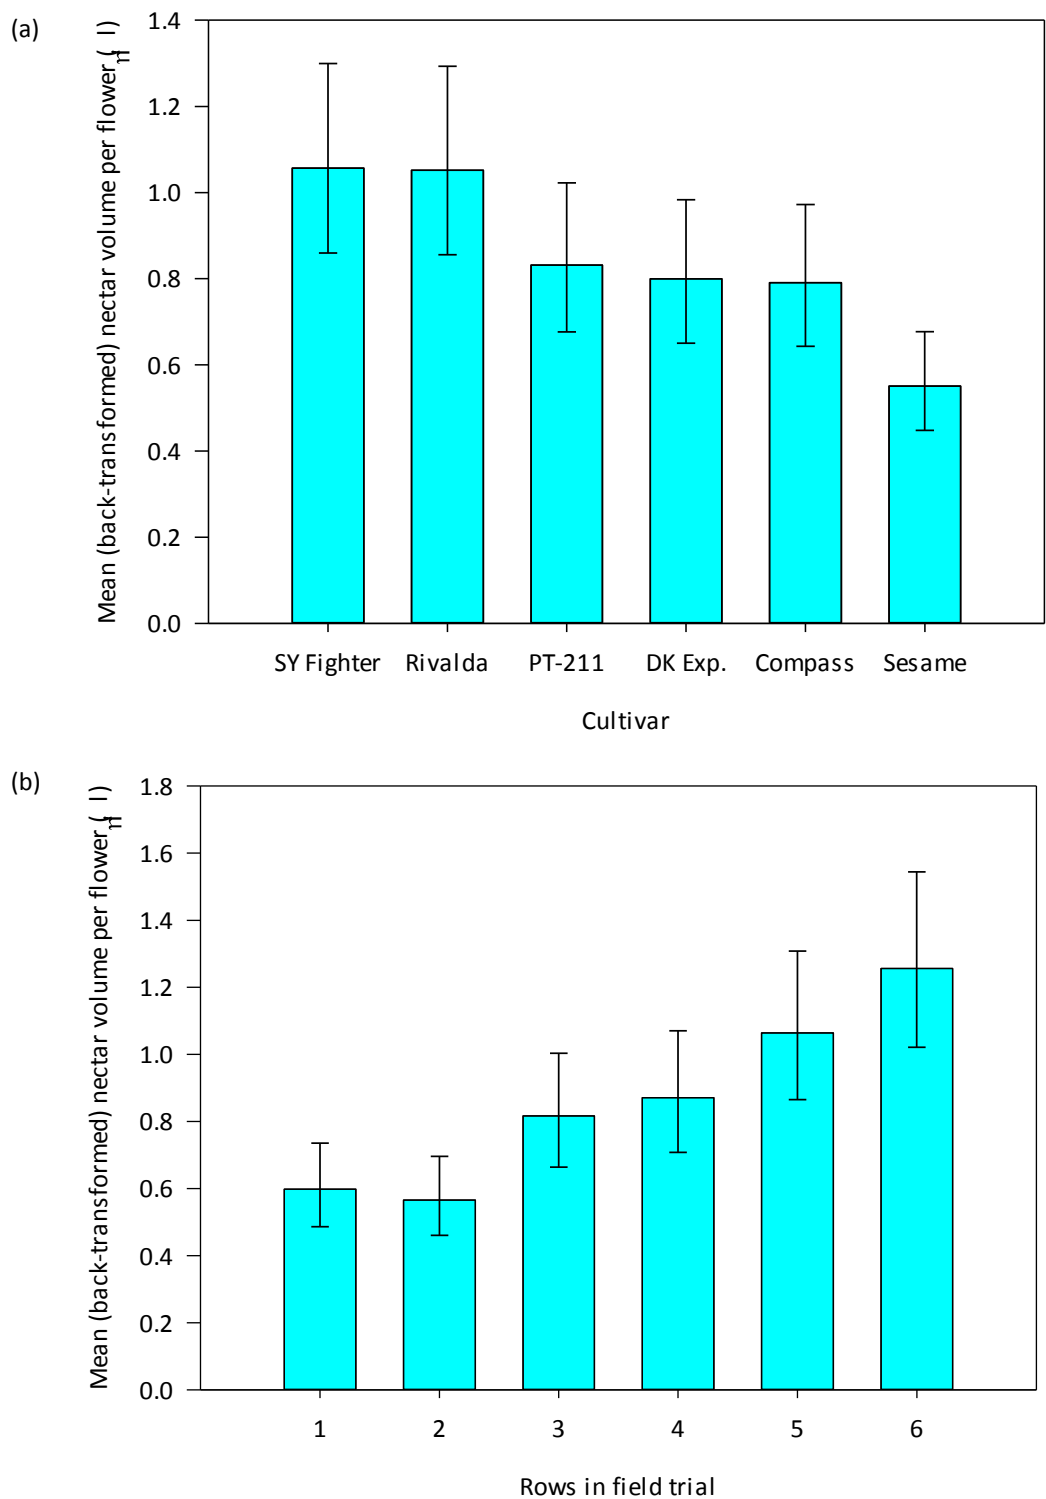 (a)
Mean (back-transformed) nectar volume per flower (μl)
1.4
1.2
1.0
0.8
0.6
0.4
0.2
0.0
SY Fighter Rivalda PT-211 DK Exp. Compass Sesame
Cultivar
(b)
Mean (back-transformed) nectar volume per flower (μl)
1.8
1.6
1.4
1.2
1.0
0.8
0.6
0.4
0.2
0.0
1 2 3 4 5 6
Rows in field trial